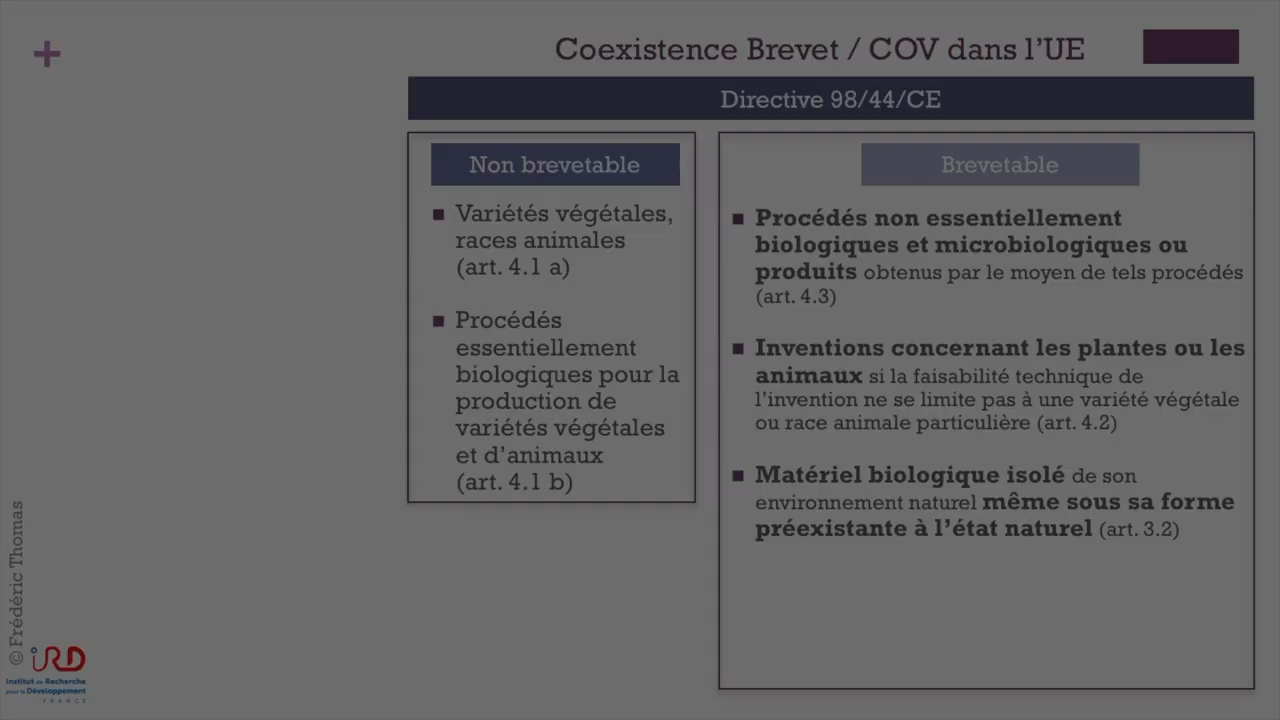 +
Coexistence Brevet / COV dans l’UE
Directive 98/44/CE
Non brevetable
Variétés végétales,
races animales
(art. 4.1 a)
Procédés
essentiellement
biologiques pour la
production de
variétés végétales
et d’animaux
(art. 4.1 b)
Brevetable
Procédés non essentiellement
biologiques et microbiologiques ou
produits obtenus par le moyen de tels procédés
(art. 4.3)
Inventions concernant les plantes ou les
animaux si la faisabilité technique de
l’invention ne se limite pas à une variété végétale
ou race animale particulière (art. 4.2)
Matériel biologique isolé de son
environnement naturel même sous sa forme
préexistante à l’état naturel (art. 3.2)
© Frédéric Thomas
IRD
Institut de Recherche
pour le Développement
FRANCE